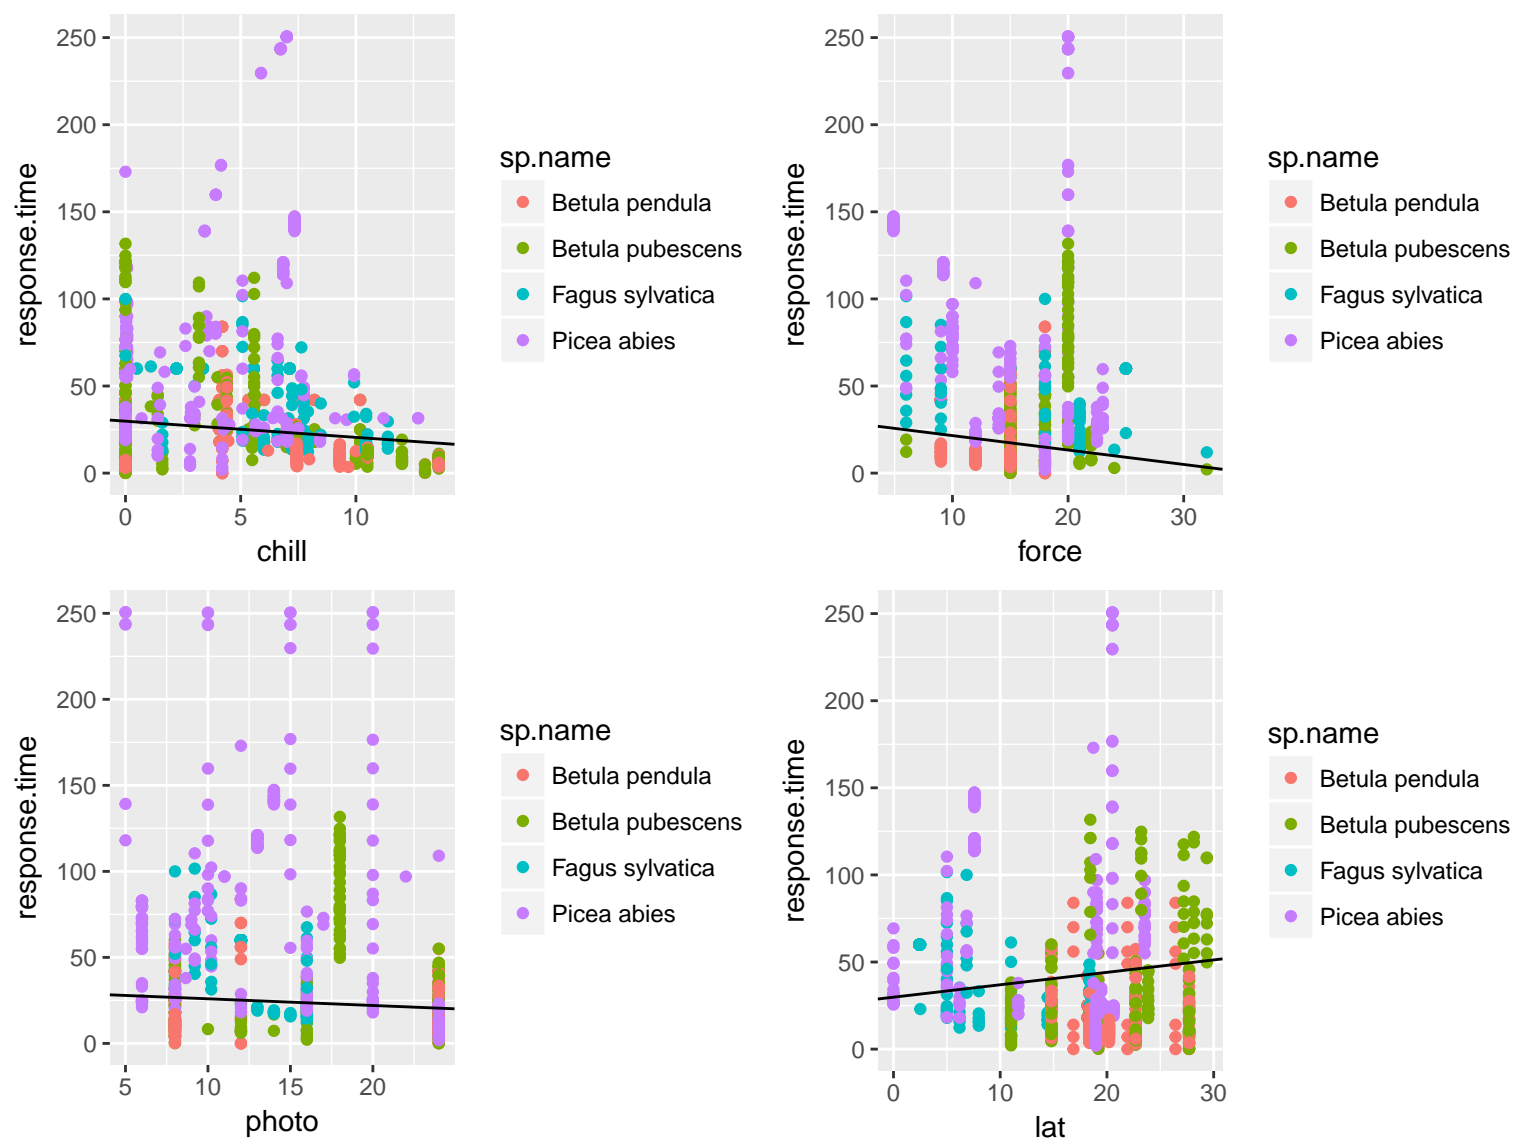 250
200
150
100
50
0
response.time
0 5 10
chill
sp.name
Betula pendula
Betula pubescens
Fagus sylvatica
Picea abies
250
200
150
100
50
0
response.time
10 20 30
force
sp.name
Betula pendula
Betula pubescens
Fagus sylvatica
Picea abies
250
200
150
100
50
0
response.time
5 10 15 20
photo
sp.name
Betula pendula
Betula pubescens
Fagus sylvatica
Picea abies
250
200
150
100
50
0
response.time
0 10 20 30
lat
sp.name
Betula pendula
Betula pubescens
Fagus sylvatica
Picea abies